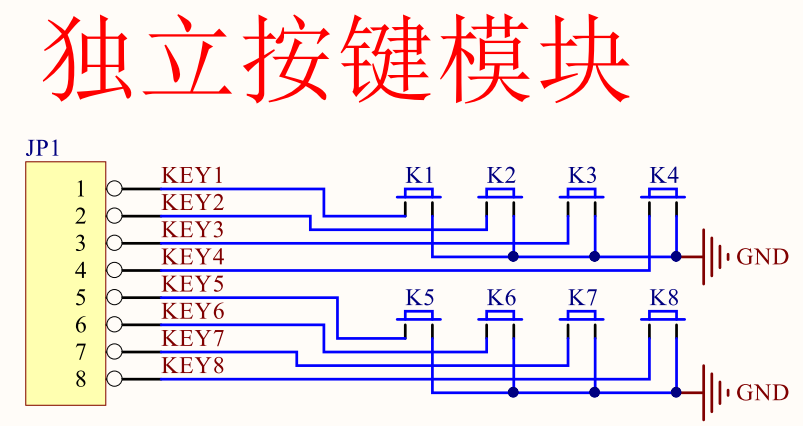 独立按键模块
JP1
1 KEY1 K1 K2 K3 K4
2 KEY2
3 KEY3
4 KEY4 GND
5 KEY5 K5 K6 K7 K8
6 KEY6
7 KEY7
8 KEY8 GND